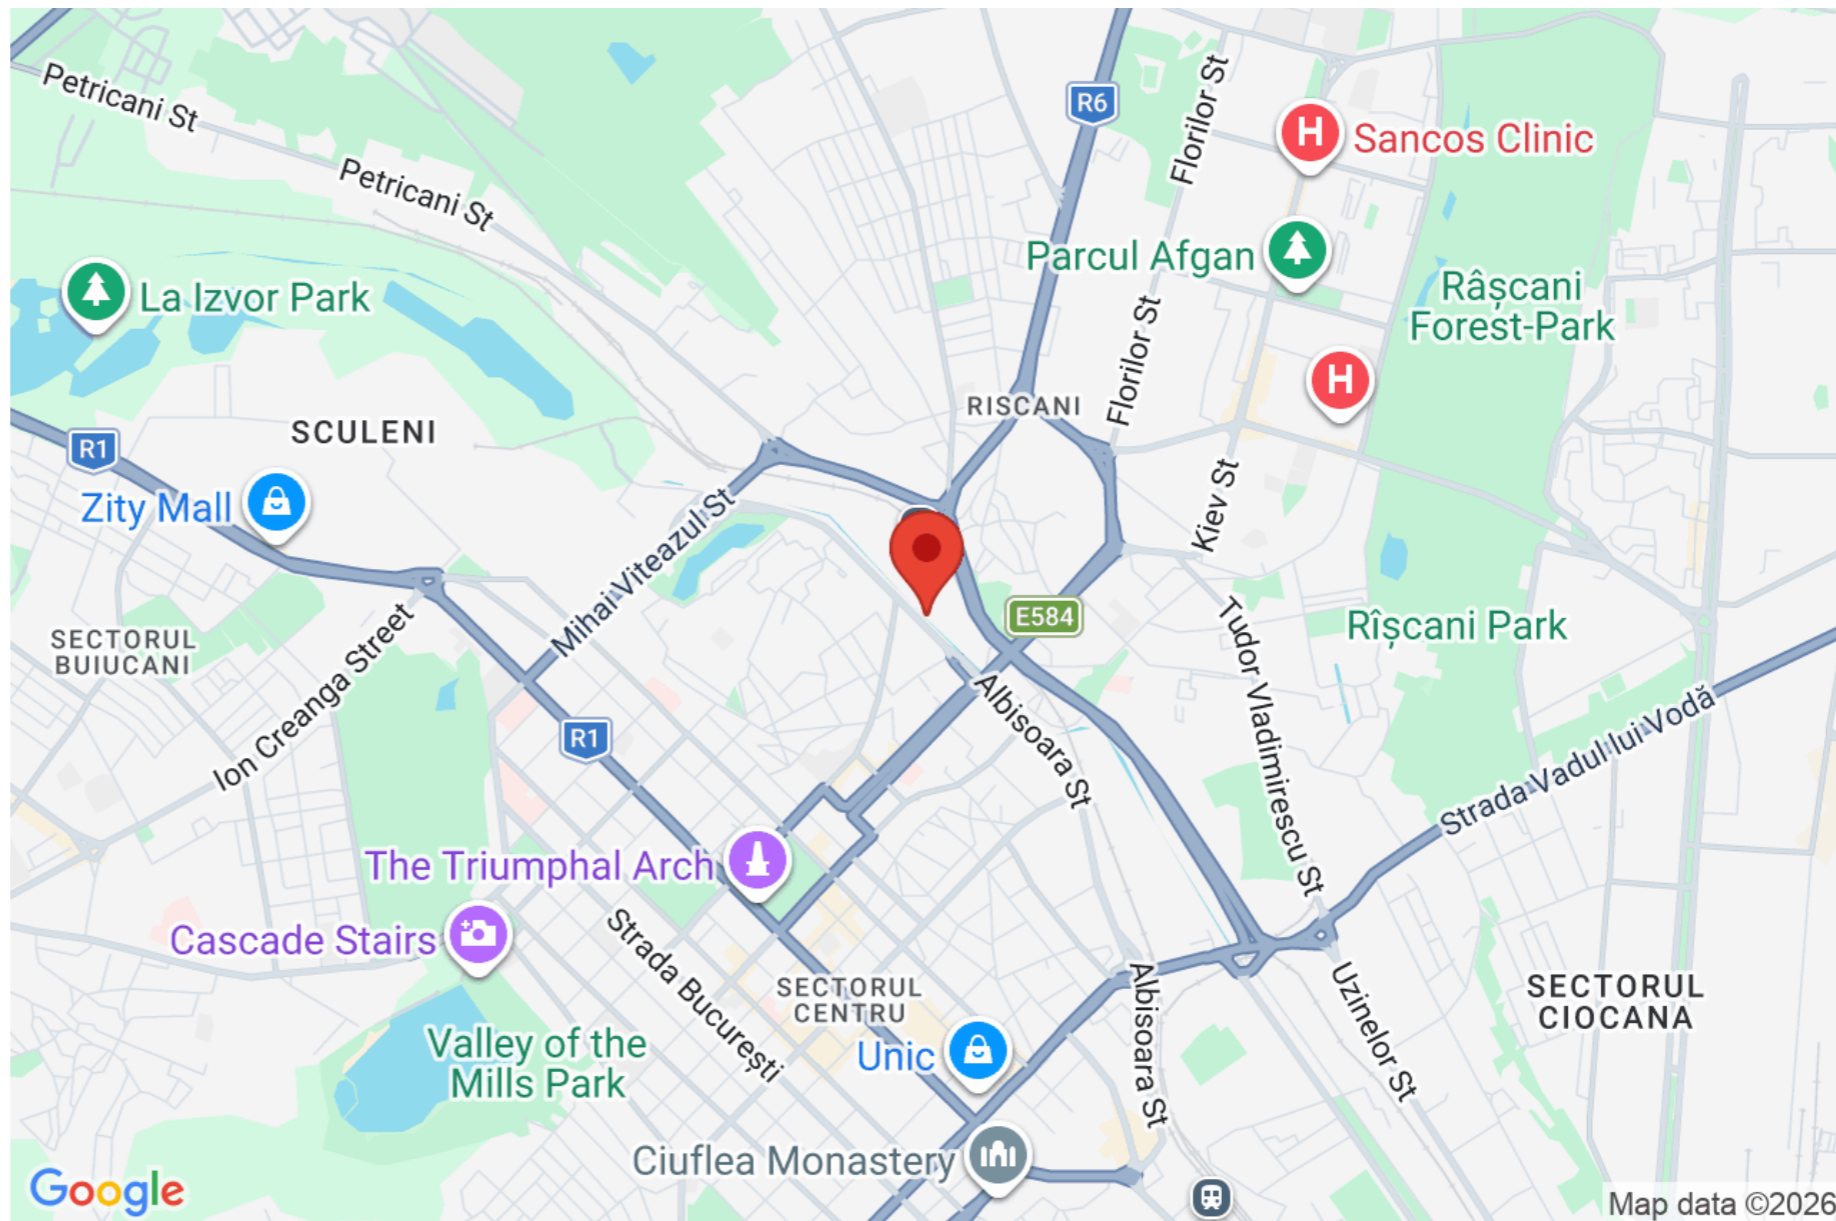 Petricani St
R6
Florilor St
Sancos Clinic
Petricani St
Parcul Afgan
La Izvor Park
Râșcani
Forest-Park
Florilor St
RISCANI
SCULENI
R1
Zity Mall
Kiev St
Mihai Viteazul St
E584
Tudor Vladimirescu St
Rîșcani Park
SECTORUL
BUIUCANI
Ion Creanga Street
Albisoara St
R1
Strada Vadul lui Vodă
The Triumphal Arch
Cascade Stairs
Strada București
SECTORUL
CENTRU
Albisoara St
Uzinelor St
SECTORUL
CIOCANA
Valley of the
Mills Park
Unic
Ciuflea Monastery
Google
Map data ©2026